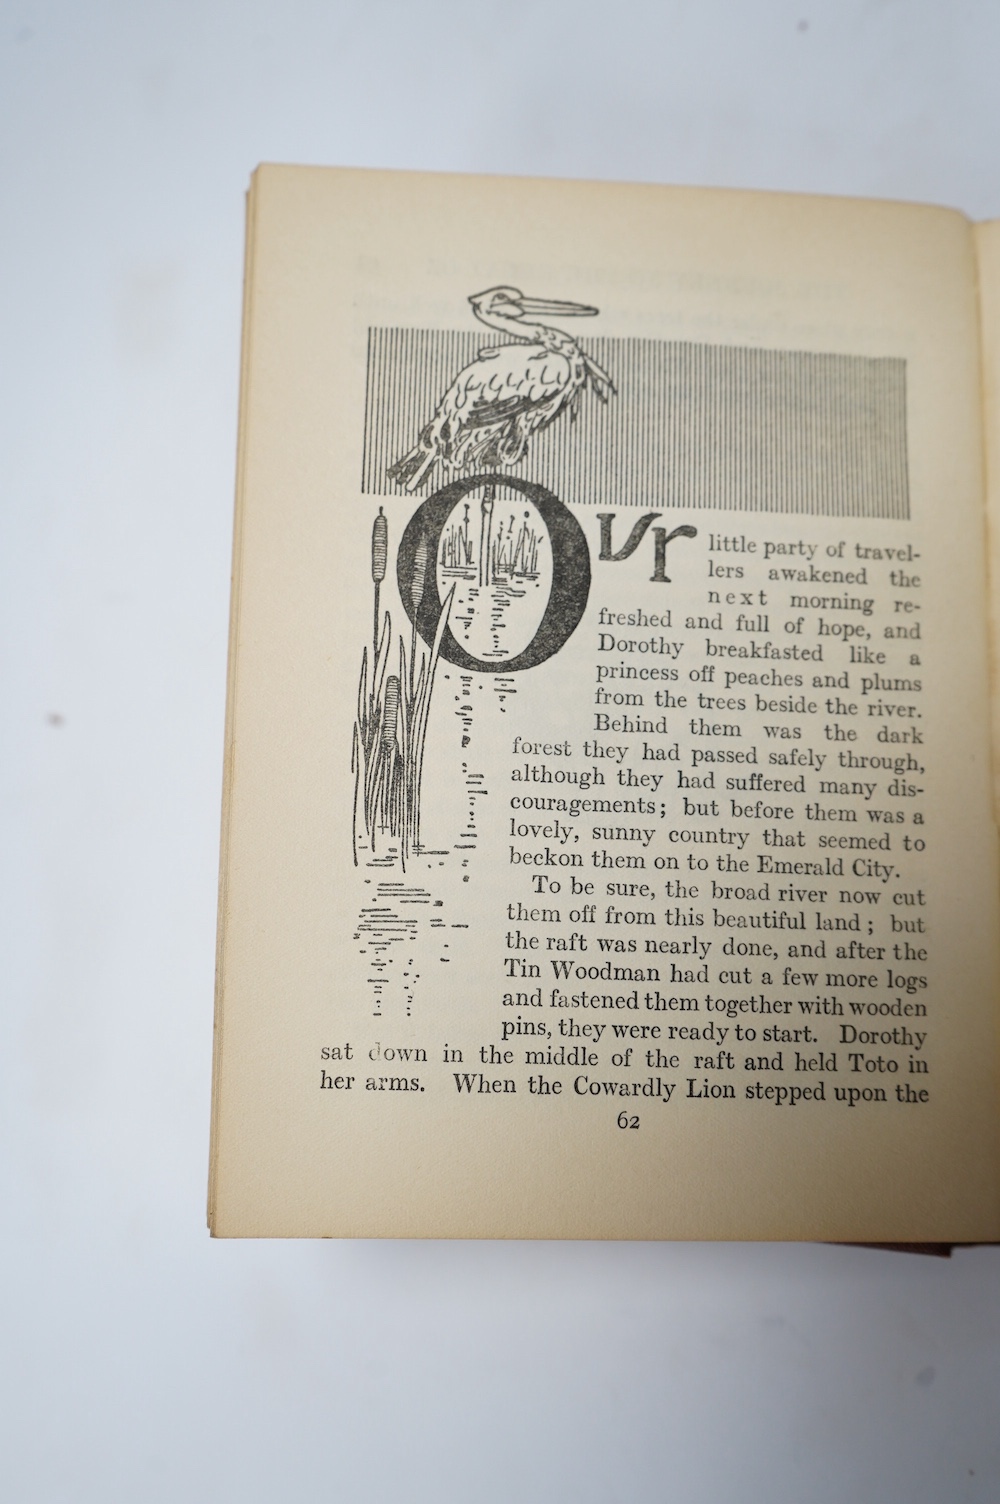 Our little party of travel-
lers awakened the
next morning re-
freshed and full of hope, and
Dorothy breakfasted like a
princess off peaches and plums
from the trees beside the river.
Behind them was the dark
forest they had passed safely through,
although they had suffered many dis-
couragements; but before them was a
lovely, sunny country that seemed to
beckon them on to the Emerald City.
To be sure, the broad river now cut
them off from this beautiful land; but
the raft was nearly done, and after the
Tin Woodman had cut a few more logs
and fastened them together with wooden
pins, they were ready to start. Dorothy
sat down in the middle of the raft and held Toto in
her arms. When the Cowardly Lion stepped upon the
62